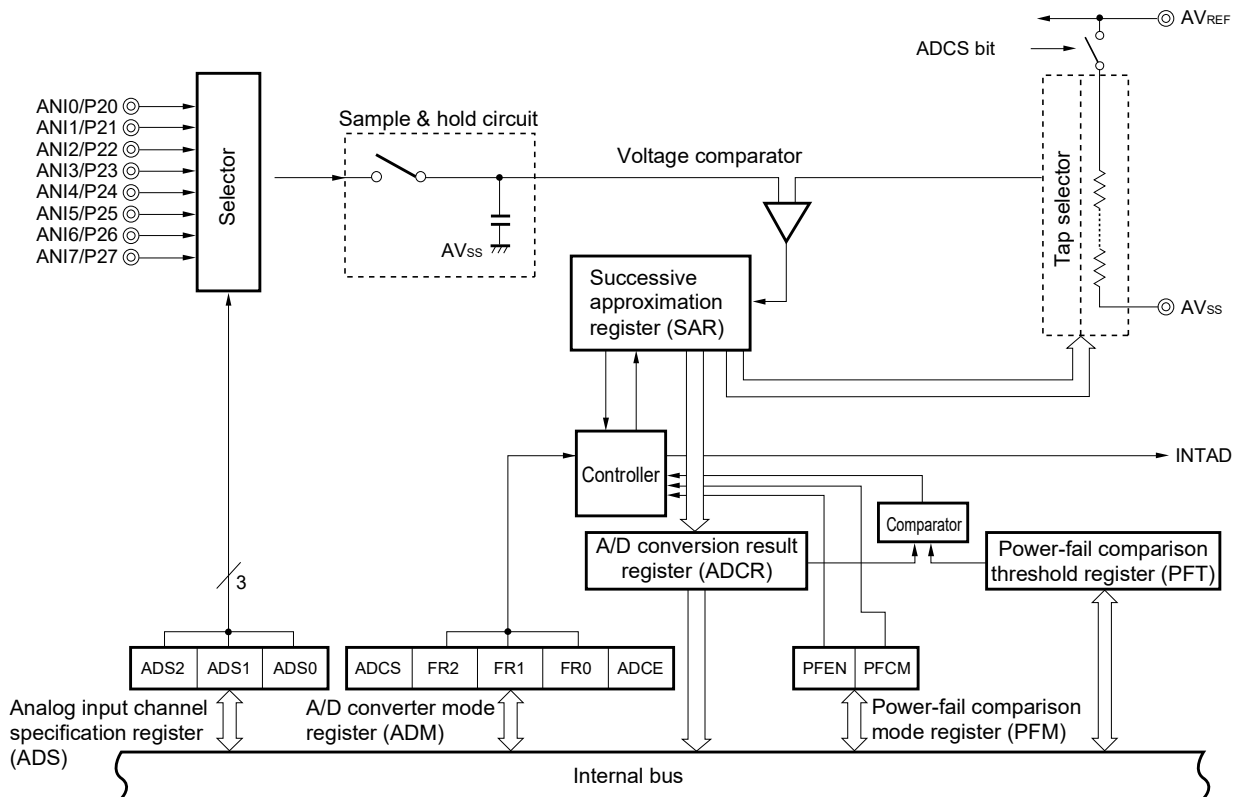 AVREF
ADCS bit
ANI0/P20
ANI1/P21
ANI2/P22
ANI3/P23
ANI4/P24
ANI5/P25
ANI6/P26
ANI7/P27
Selector
Sample & hold circuit
AVSS
Voltage comparator
Tap selector
AVSS
Successive
approximation
register (SAR)
Controller
INTAD
Comparator
A/D conversion result
register (ADCR)
Power-fail comparison
threshold register (PFT)
3
ADS2 ADS1 ADS0
ADCS FR2 FR1 FR0 ADCE
PFEN PFCM
Analog input channel
specification register
(ADS)
A/D converter mode
register (ADM)
Power-fail comparison
mode register (PFM)
Internal bus